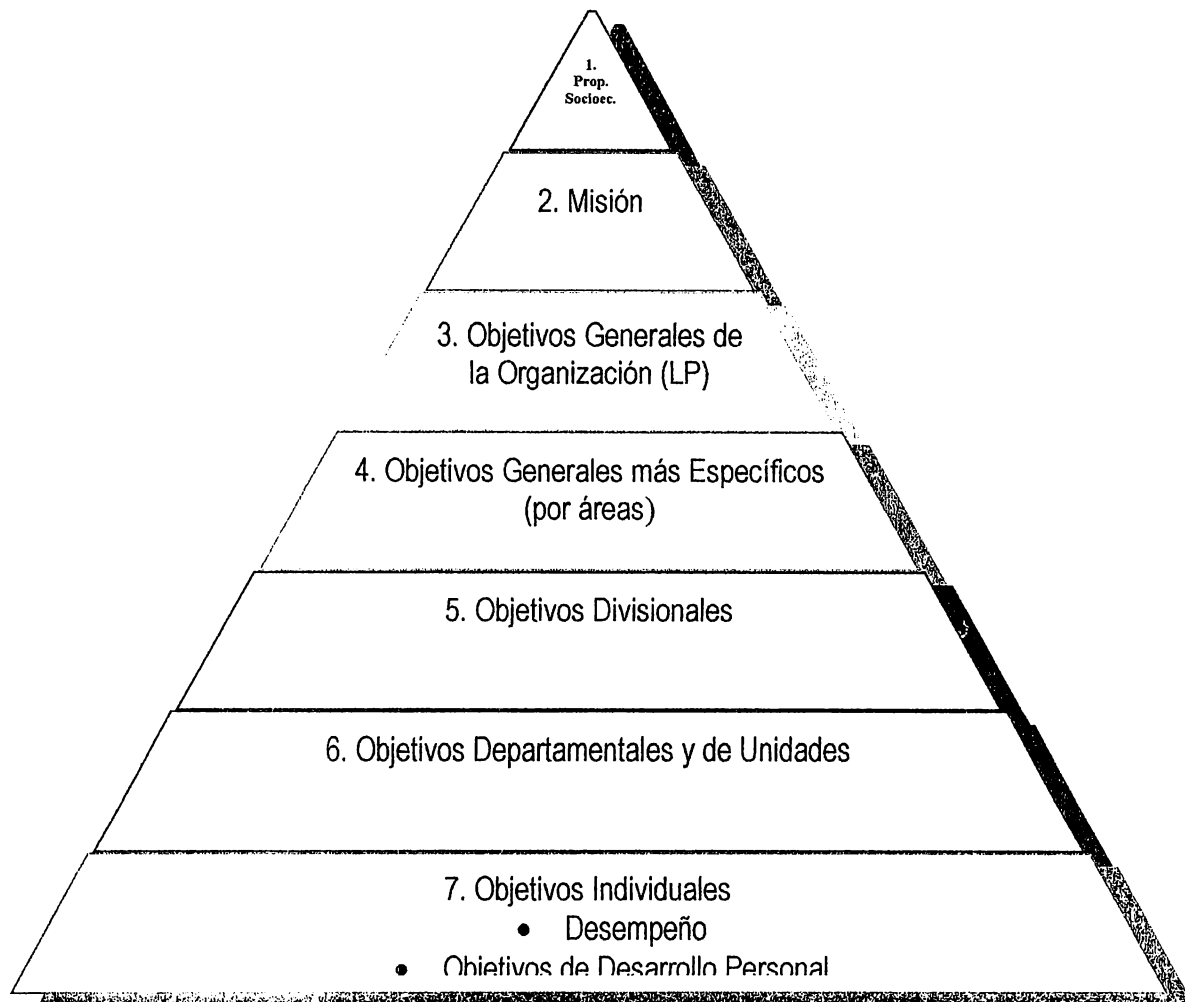 1.
Prop.
Socioec.
2. Misión
3. Objetivos Generales de
la Organización (LP)
4. Objetivos Generales más Específicos
(por áreas)
5. Objetivos Divisionales
6. Objetivos Departamentales y de Unidades
7. Objetivos Individuales
• Desempeño
• Objetivos de Desarrollo Personal